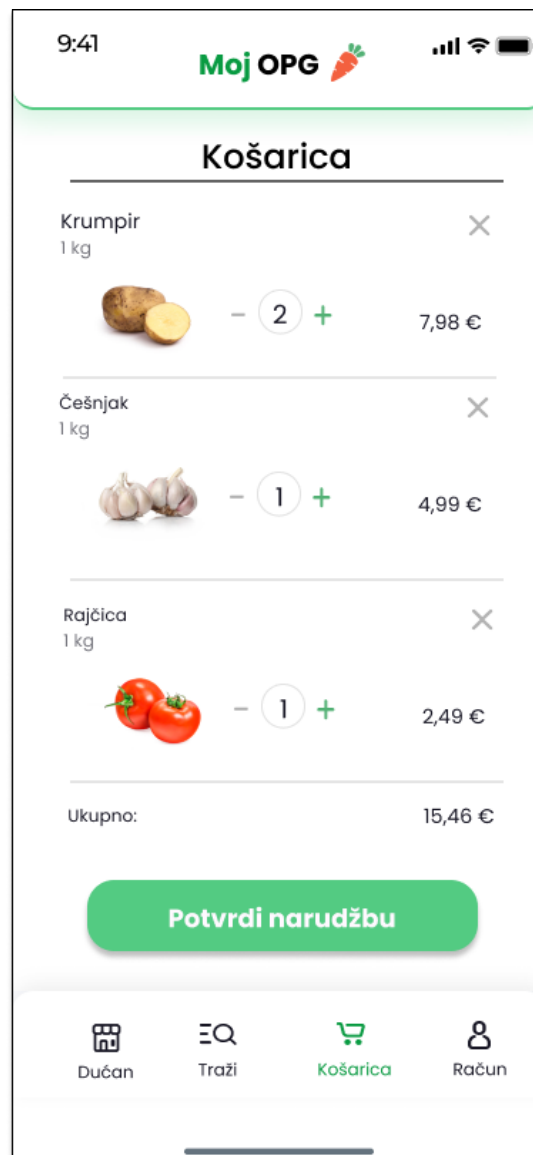 9:41
Moj OPG
Košarica
Krumpir
1 kg
2
7,98 €
Češnjak
1 kg
1
4,99 €
Rajčica
1 kg
1
2,49 €
Ukupno: 15,46 €
Potvrdi narudžbu
Dućan Traži Košarica Račun